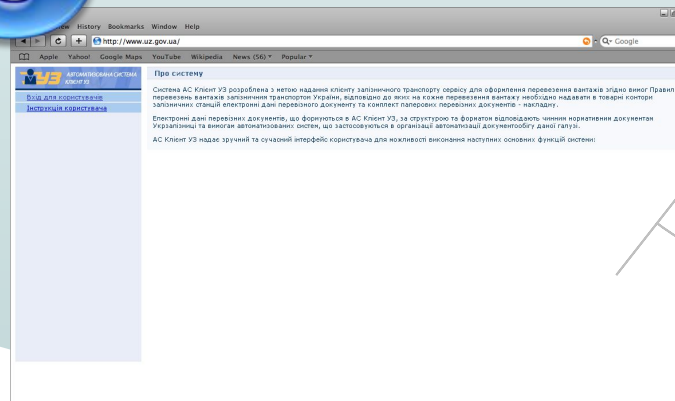 History Bookmarks Window Help
http://www.uz.gov.ua/
Google
Apple Yahoo! Google Maps YouTube Wikipedia News (56) Popular
УЗ АВТОМАТИЗОВАНА СИСТЕМА
КЛІЄНТ УЗ
Вхід для користувачів
Інструкція користувача
Про систему
Система АС Клієнт УЗ розроблена з метою надання клієнту залізничного транспорту сервісу для оформлення перевезення вантажів згідно вимог Правил
перевезень вантажів залізничним транспортом України, відповідно до яких на кожне перевезення вантажу необхідно надавати в товарні контори
залізничних станцій електронні дані перевізного документу та комплект паперових перевізних документів - накладну.
Електронні дані перевізних документів, що формуються в АС Клієнт УЗ, за структурою та форматом відповідають чинним нормативним документам
Укрзалізниці та вимогам автоматизованих систем, що застосовуються в організації автоматизації документообігу даної галузі.
АС Клієнт УЗ надає зручний та сучасний інтерфейс користувача для можливості виконання наступних основних функцій системи: